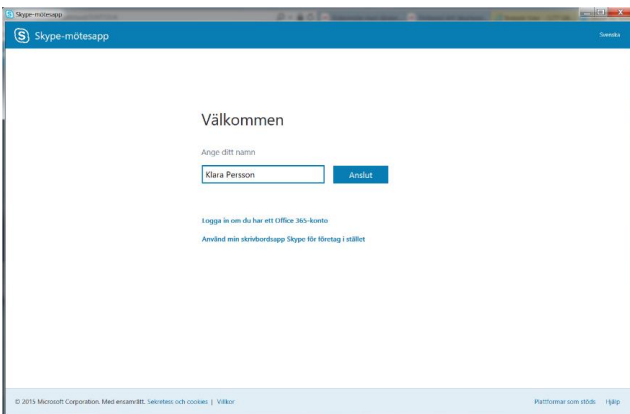 Skype-mötesapp
Skype-mötesapp
Svenska
Välkommen
Ange ditt namn
Klara Persson
Anslut
Logga in om du har ett Office 365-konto
Använd min skrivbordsapp Skype för företag i stället
© 2015 Microsoft Corporation. Med ensamrätt. Sekretess och cookies | Villkor
Plattformar som stöds Hjälp